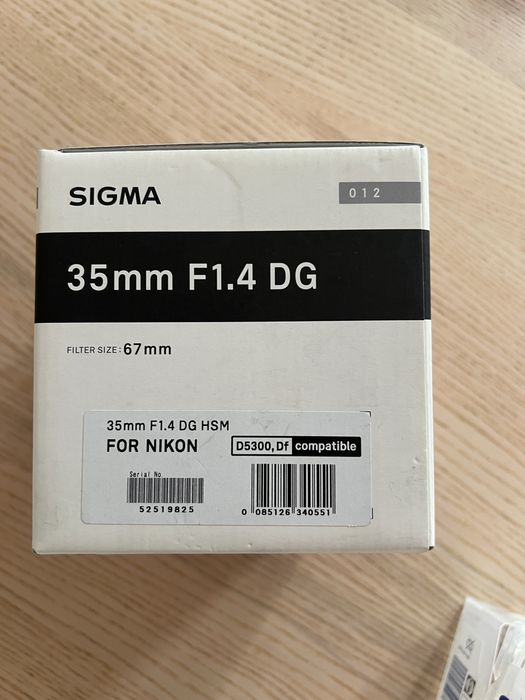 SIGMA
012
35mm F1.4 DG
FILTER SIZE: 67mm
35mm F1.4 DG HSM
FOR NIKON
D5300, Df compatible
Serial No.
52519825
0 085126 340551